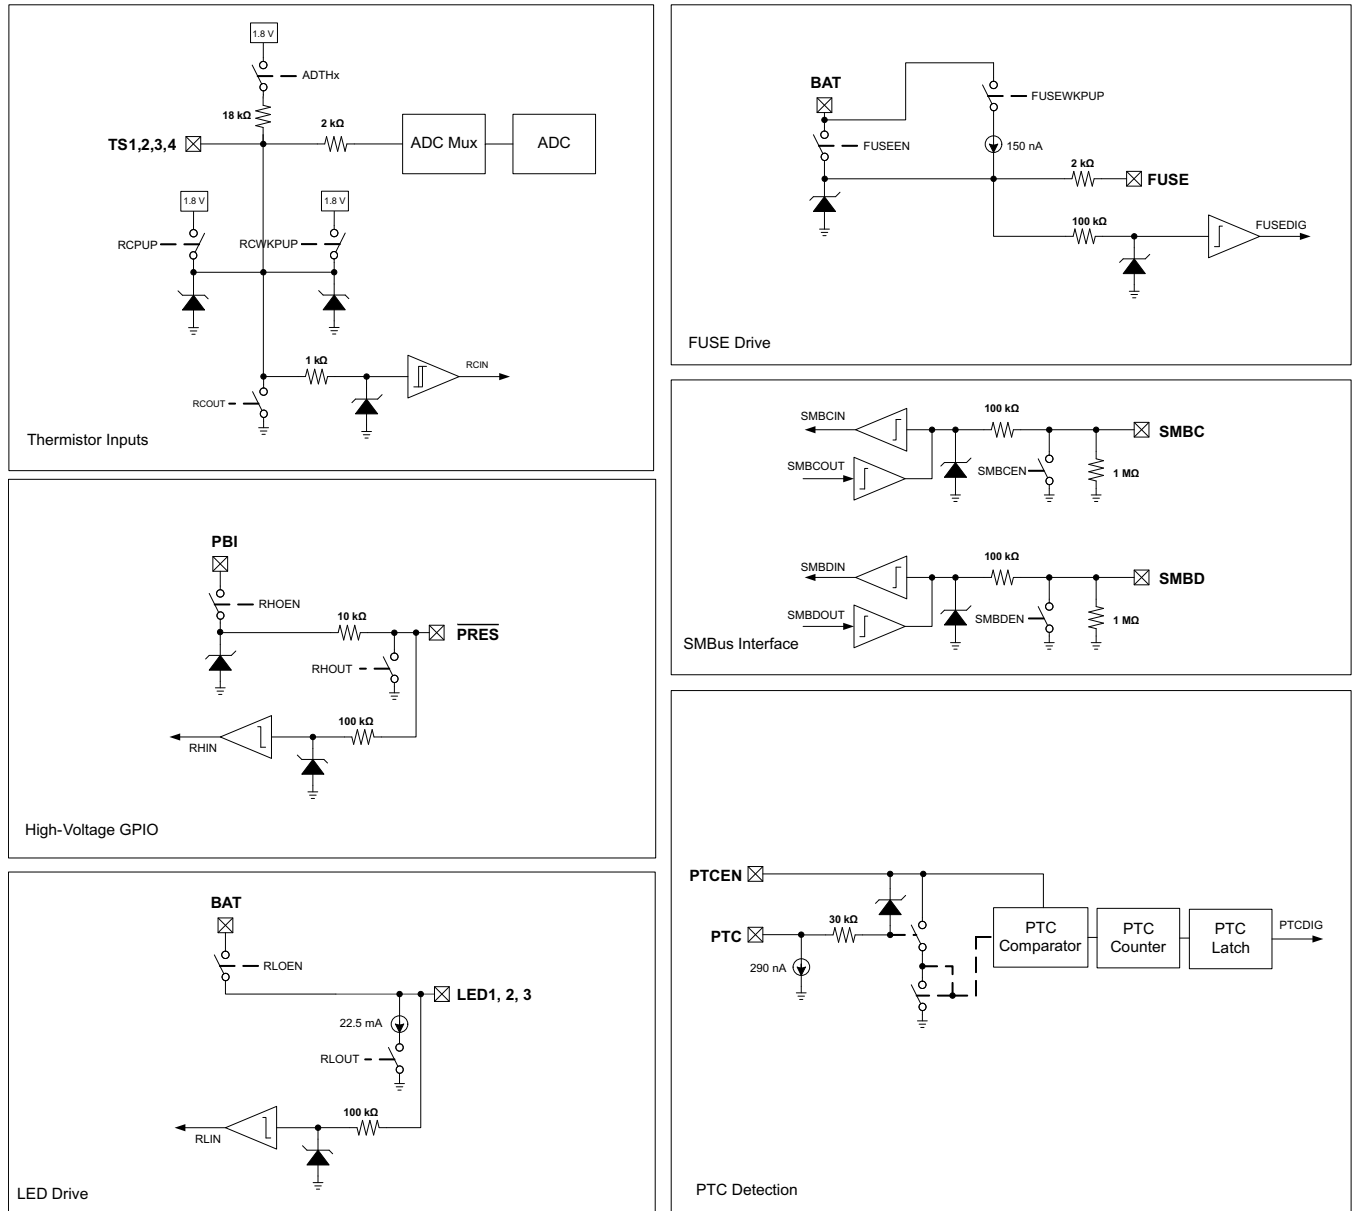 1.8 V
ADTHx
18 kΩ
2 kΩ
TS1,2,3,4
ADC Mux
ADC
1.8 V
1.8 V
RCPUP
RCWKPUP
1 kΩ
RCIN
RCOUT
Thermistor Inputs
BAT
FUSEWKPUP
FUSEEN
150 nA
2 kΩ
FUSE
100 kΩ
FUSEDIG
FUSE Drive
SMBCIN
100 kΩ
SMBC
SMBCOUT
SMBCEN
1 MΩ
SMBDIN
100 kΩ
SMBD
SMBDOUT
SMBDEN
1 MΩ
SMBus Interface
PBI
RHOEN
10 kΩ
PRES
RHOUT
100 kΩ
RHIN
High-Voltage GPIO
BAT
RLOEN
LED1, 2, 3
22.5 mA
RLOUT
100 kΩ
RLIN
LED Drive
PTCEN
30 kΩ
PTC
290 nA
PTC
Comparator
PTC
Counter
PTC
Latch
PTCDIG
PTC Detection